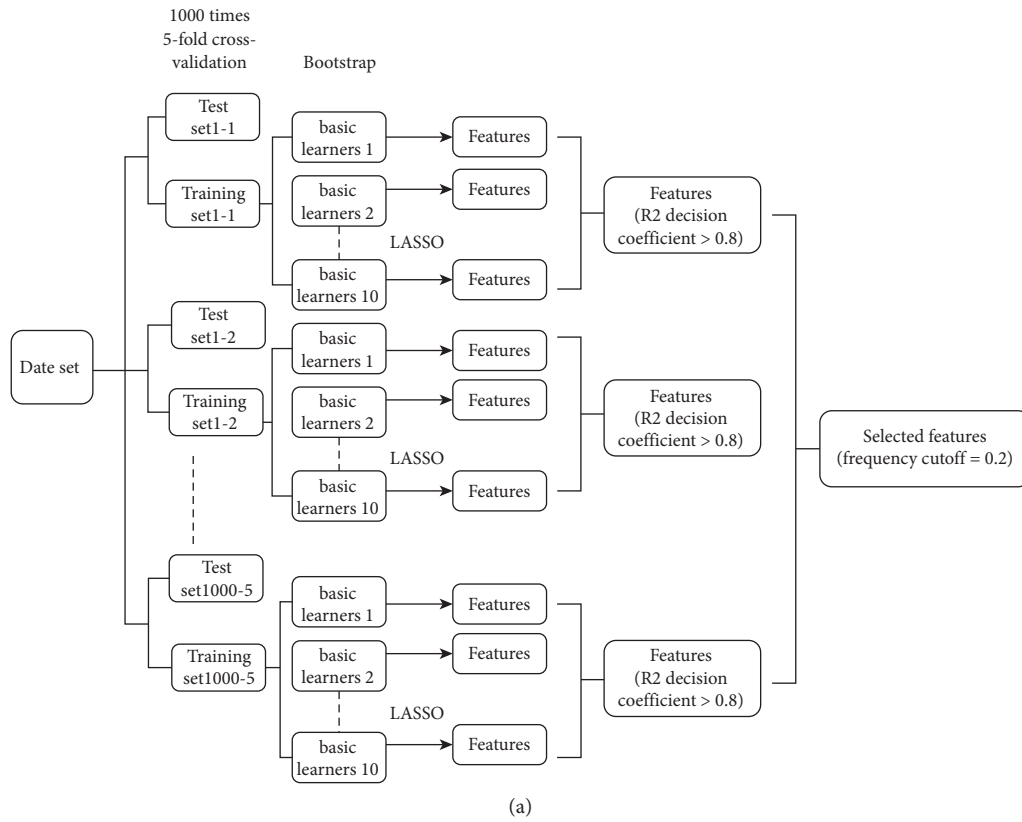 1000 times
5-fold cross-
validation
Bootstrap
Test
set1-1
Training
set1-1
basic
learners 1
Features
basic
learners 2
Features
LASSO
basic
learners 10
Features
Features
(R2 decision
coefficient > 0.8)
Date set
Test
set1-2
Training
set1-2
basic
learners 1
Features
basic
learners 2
Features
LASSO
basic
learners 10
Features
Features
(R2 decision
coefficient > 0.8)
Selected features
(frequency cutoff = 0.2)
Test
set1000-5
Training
set1000-5
basic
learners 1
Features
basic
learners 2
Features
LASSO
basic
learners 10
Features
Features
(R2 decision
coefficient > 0.8)
(a)